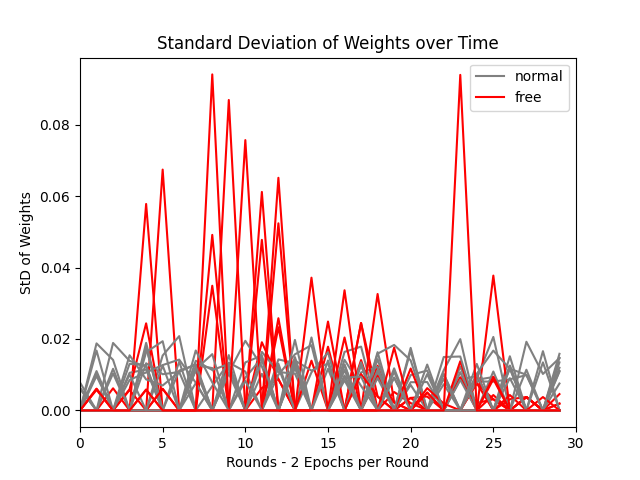 Standard Deviation of Weights over Time
normal
free
StD of Weights
0.08
0.06
0.04
0.02
0.00
0 5 10 15 20 25 30
Rounds - 2 Epochs per Round